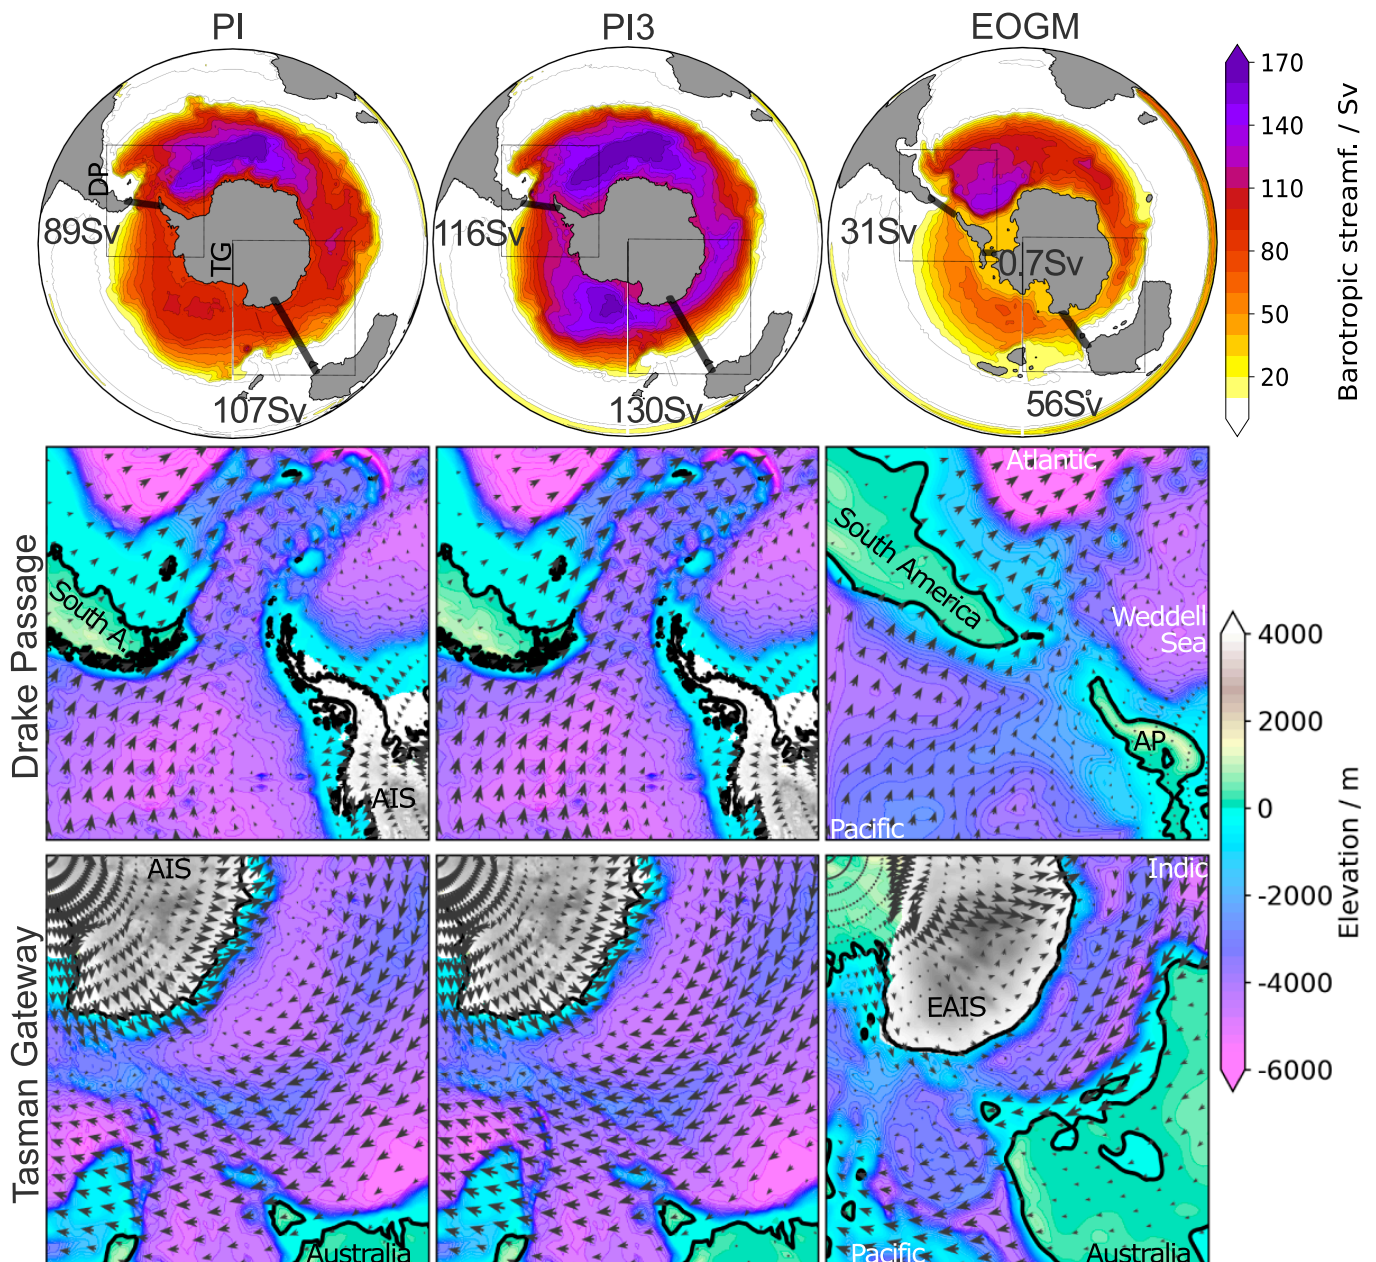 PI
PI3
EOGM
DP
89Sv
TG
107Sv
116Sv
130Sv
31Sv
0.7Sv
56Sv
170
140
110
80
50
20
Barotropic streamf. / Sv
Drake Passage
South A.
AIS
Atlantic
South America
Weddell
Sea
AP
Pacific
Tasman Gateway
AIS
Australia
Indic
EAIS
Pacific
Australia
4000
2000
0
-2000
-4000
-6000
Elevation / m